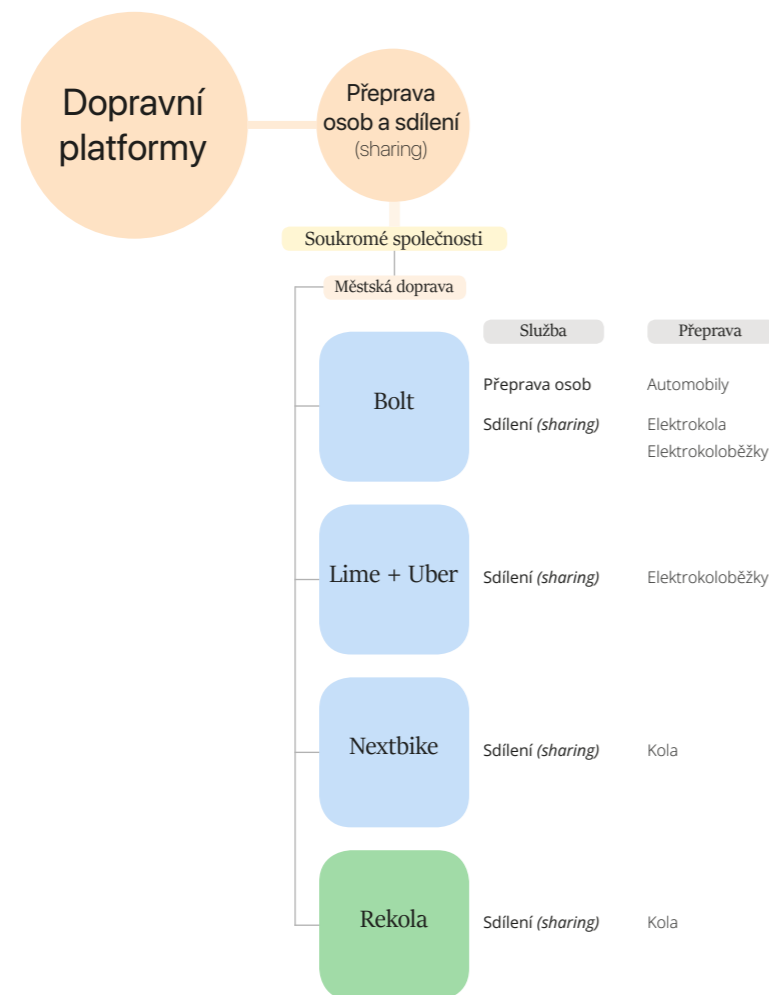 Dopravní
platformy
Přeprava
osob a sdílení
(sharing)
Soukromé společnosti
Městská doprava
Služba
Přeprava
Bolt
Přeprava osob
Automobily
Sdílení (sharing)
Elektrokola
Elektrokoloběžky
Lime + Uber
Sdílení (sharing)
Elektrokoloběžky
Nextbike
Sdílení (sharing)
Kola
Rekola
Sdílení (sharing)
Kola